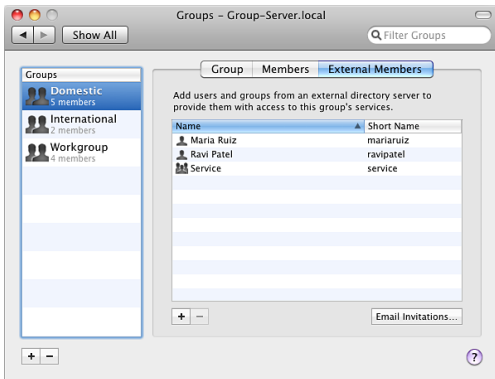 Groups – Group-Server.local
Show All
Filter Groups
Groups
Domestic
5 members
International
2 members
Workgroup
4 members
Group Members External Members
Add users and groups from an external directory server to
provide them with access to this group's services.
Name Short Name
Maria Ruiz mariaruiz
Ravi Patel ravipatel
Service service
+ − Email Invitations...
+ − ?